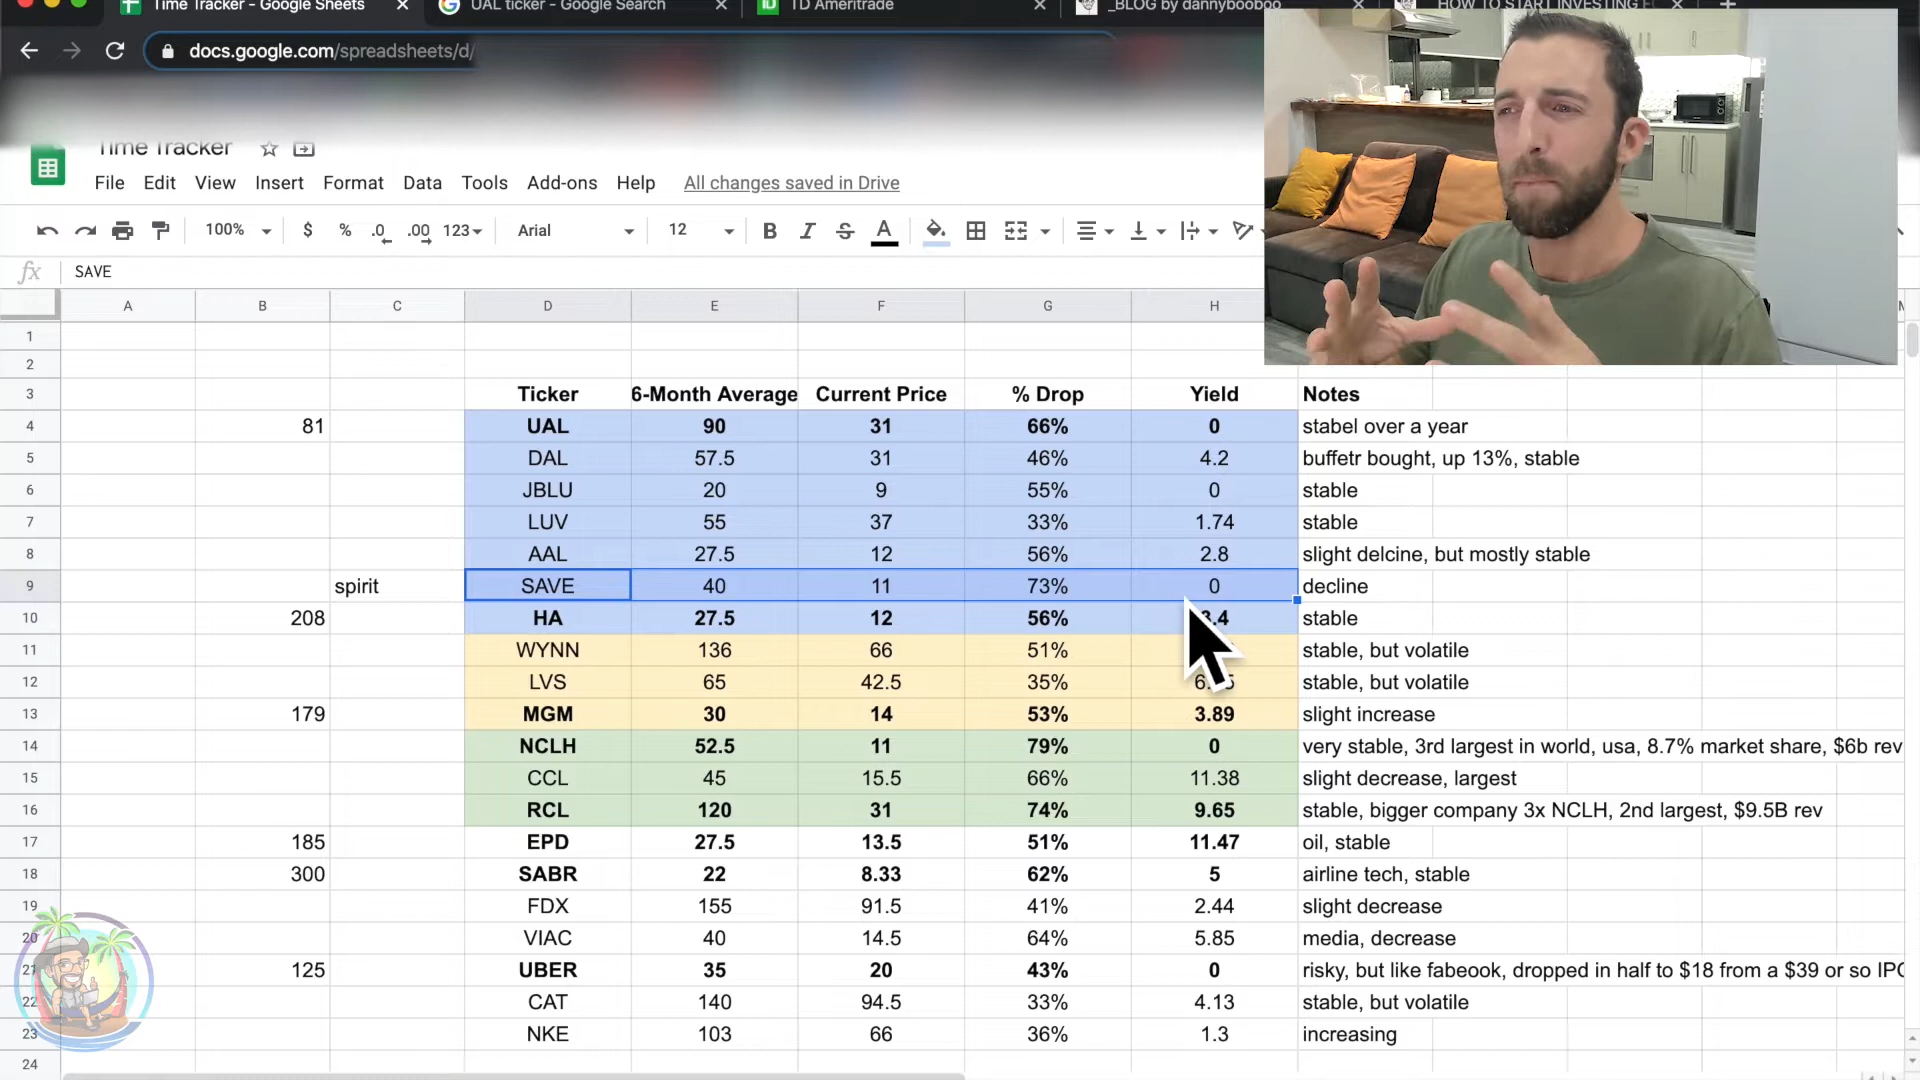 Time Tracker - Google Sheets
UAL ticker - Google Search
TD Ameritrade
_BLOG by dannybooboo
HOW TO START INVESTING
docs.google.com/spreadsheets/d/
Time Tracker
File Edit View Insert Format Data Tools Add-ons Help All changes saved in Drive
100% $ % .0 .00 123 Arial 12 B I S A
fx SAVE
A B C D E F G H
1
2
3 Ticker 6-Month Average Current Price % Drop Yield Notes
4 81 UAL 90 31 66% 0 stabel over a year
5 DAL 57.5 31 46% 4.2 buffetr bought, up 13%, stable
6 JBLU 20 9 55% 0 stable
7 LUV 55 37 33% 1.74 stable
8 AAL 27.5 12 56% 2.8 slight delcine, but mostly stable
9 spirit SAVE 40 11 73% 0 decline
10 208 HA 27.5 12 56% 3.4 stable
11 WYNN 136 66 51% stable, but volatile
12 LVS 65 42.5 35% stable, but volatile
13 179 MGM 30 14 53% 3.89 slight increase
14 NCLH 52.5 11 79% 0 very stable, 3rd largest in world, usa, 8.7% market share, $6b rev
15 CCL 45 15.5 66% 11.38 slight decrease, largest
16 RCL 120 31 74% 9.65 stable, bigger company 3x NCLH, 2nd largest, $9.5B rev
17 185 EPD 27.5 13.5 51% 11.47 oil, stable
18 300 SABR 22 8.33 62% 5 airline tech, stable
19 FDX 155 91.5 41% 2.44 slight decrease
20 VIAC 40 14.5 64% 5.85 media, decrease
21 125 UBER 35 20 43% 0 risky, but like fabeook, dropped in half to $18 from a $39 or so IPO
22 CAT 140 94.5 33% 4.13 stable, but volatile
23 NKE 103 66 36% 1.3 increasing
24